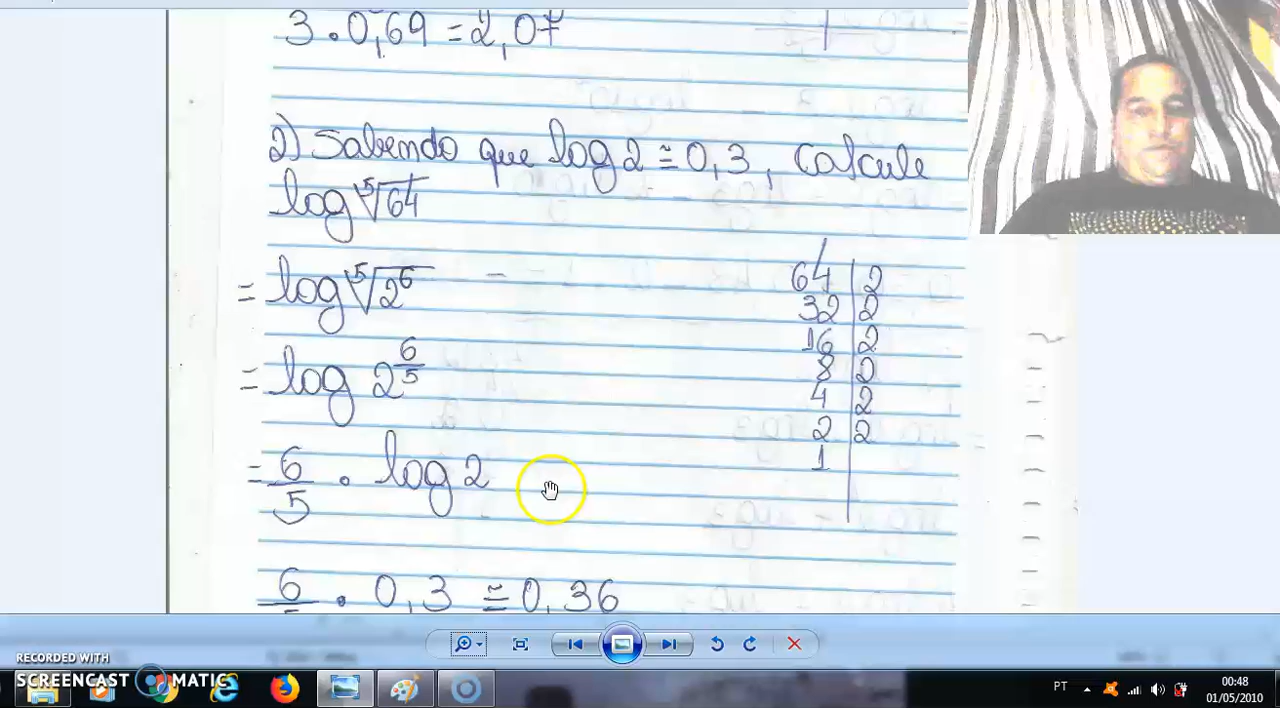 3 . 0,69 = 2,07
2) Sabendo que log 2 ≅ 0,3, calcule
log ⁵√64
= log ⁵√2⁶
= log 2^(6/5)
= 6/5 . log 2
6 . 0,3 ≅ 0,36
64 | 2
32 | 2
16 | 2
8 | 2
4 | 2
2 | 2
1
RECORDED WITH
SCREENCAST MATIC
PT
00:48
01/05/2010